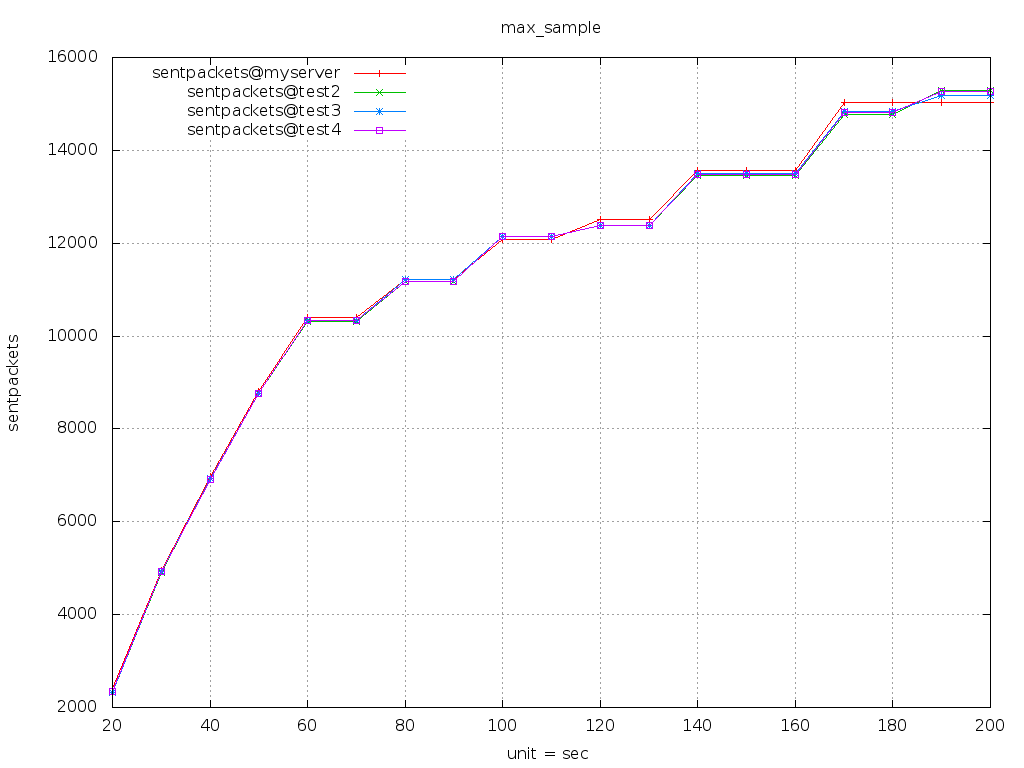 max_sample
16000
14000
12000
10000
8000
6000
4000
2000
sentpackets@myserver
sentpackets@test2
sentpackets@test3
sentpackets@test4
sentpackets
20 40 60 80 100 120 140 160 180 200
unit = sec